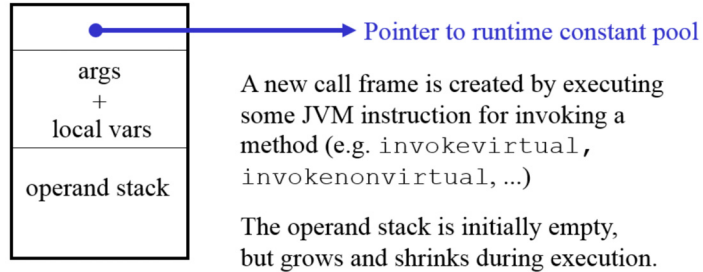 Pointer to runtime constant pool
args
+
local vars
operand stack
A new call frame is created by executing
some JVM instruction for invoking a
method (e.g. invokevirtual,
invokenonvirtual, ...)
The operand stack is initially empty,
but grows and shrinks during execution.